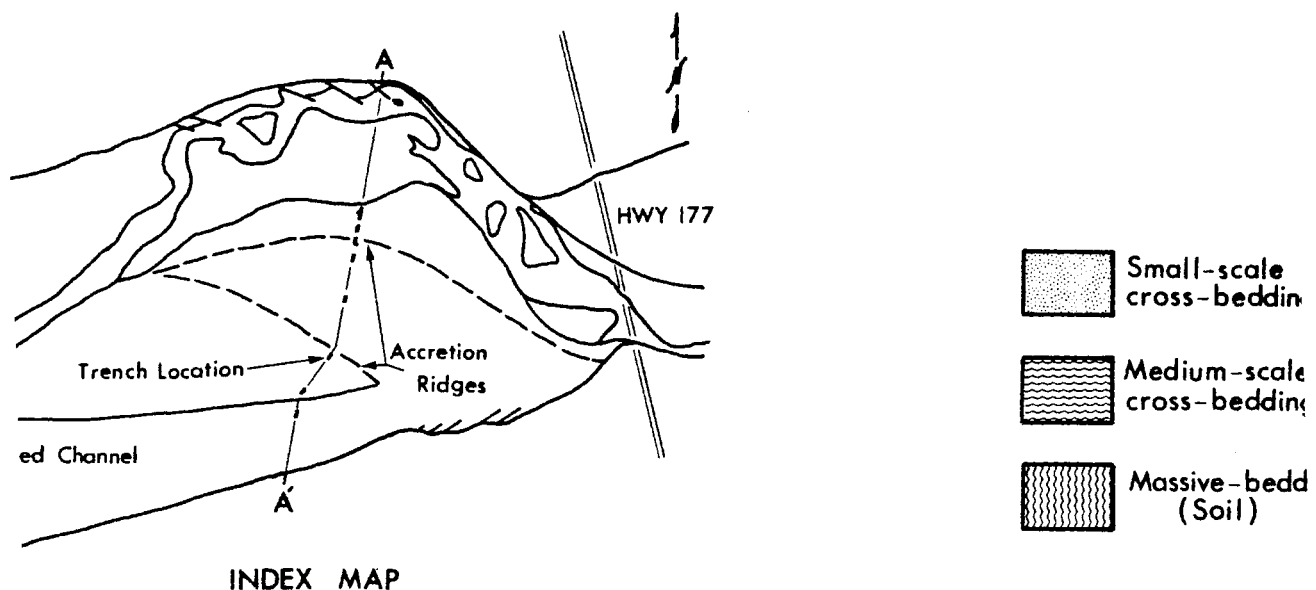 A
HWY 177
Trench Location
Accretion
Ridges
ed Channel
A'
INDEX MAP
Small-scale
cross-beddin
Medium-scale
cross-bedding
Massive-bedd
(Soil)